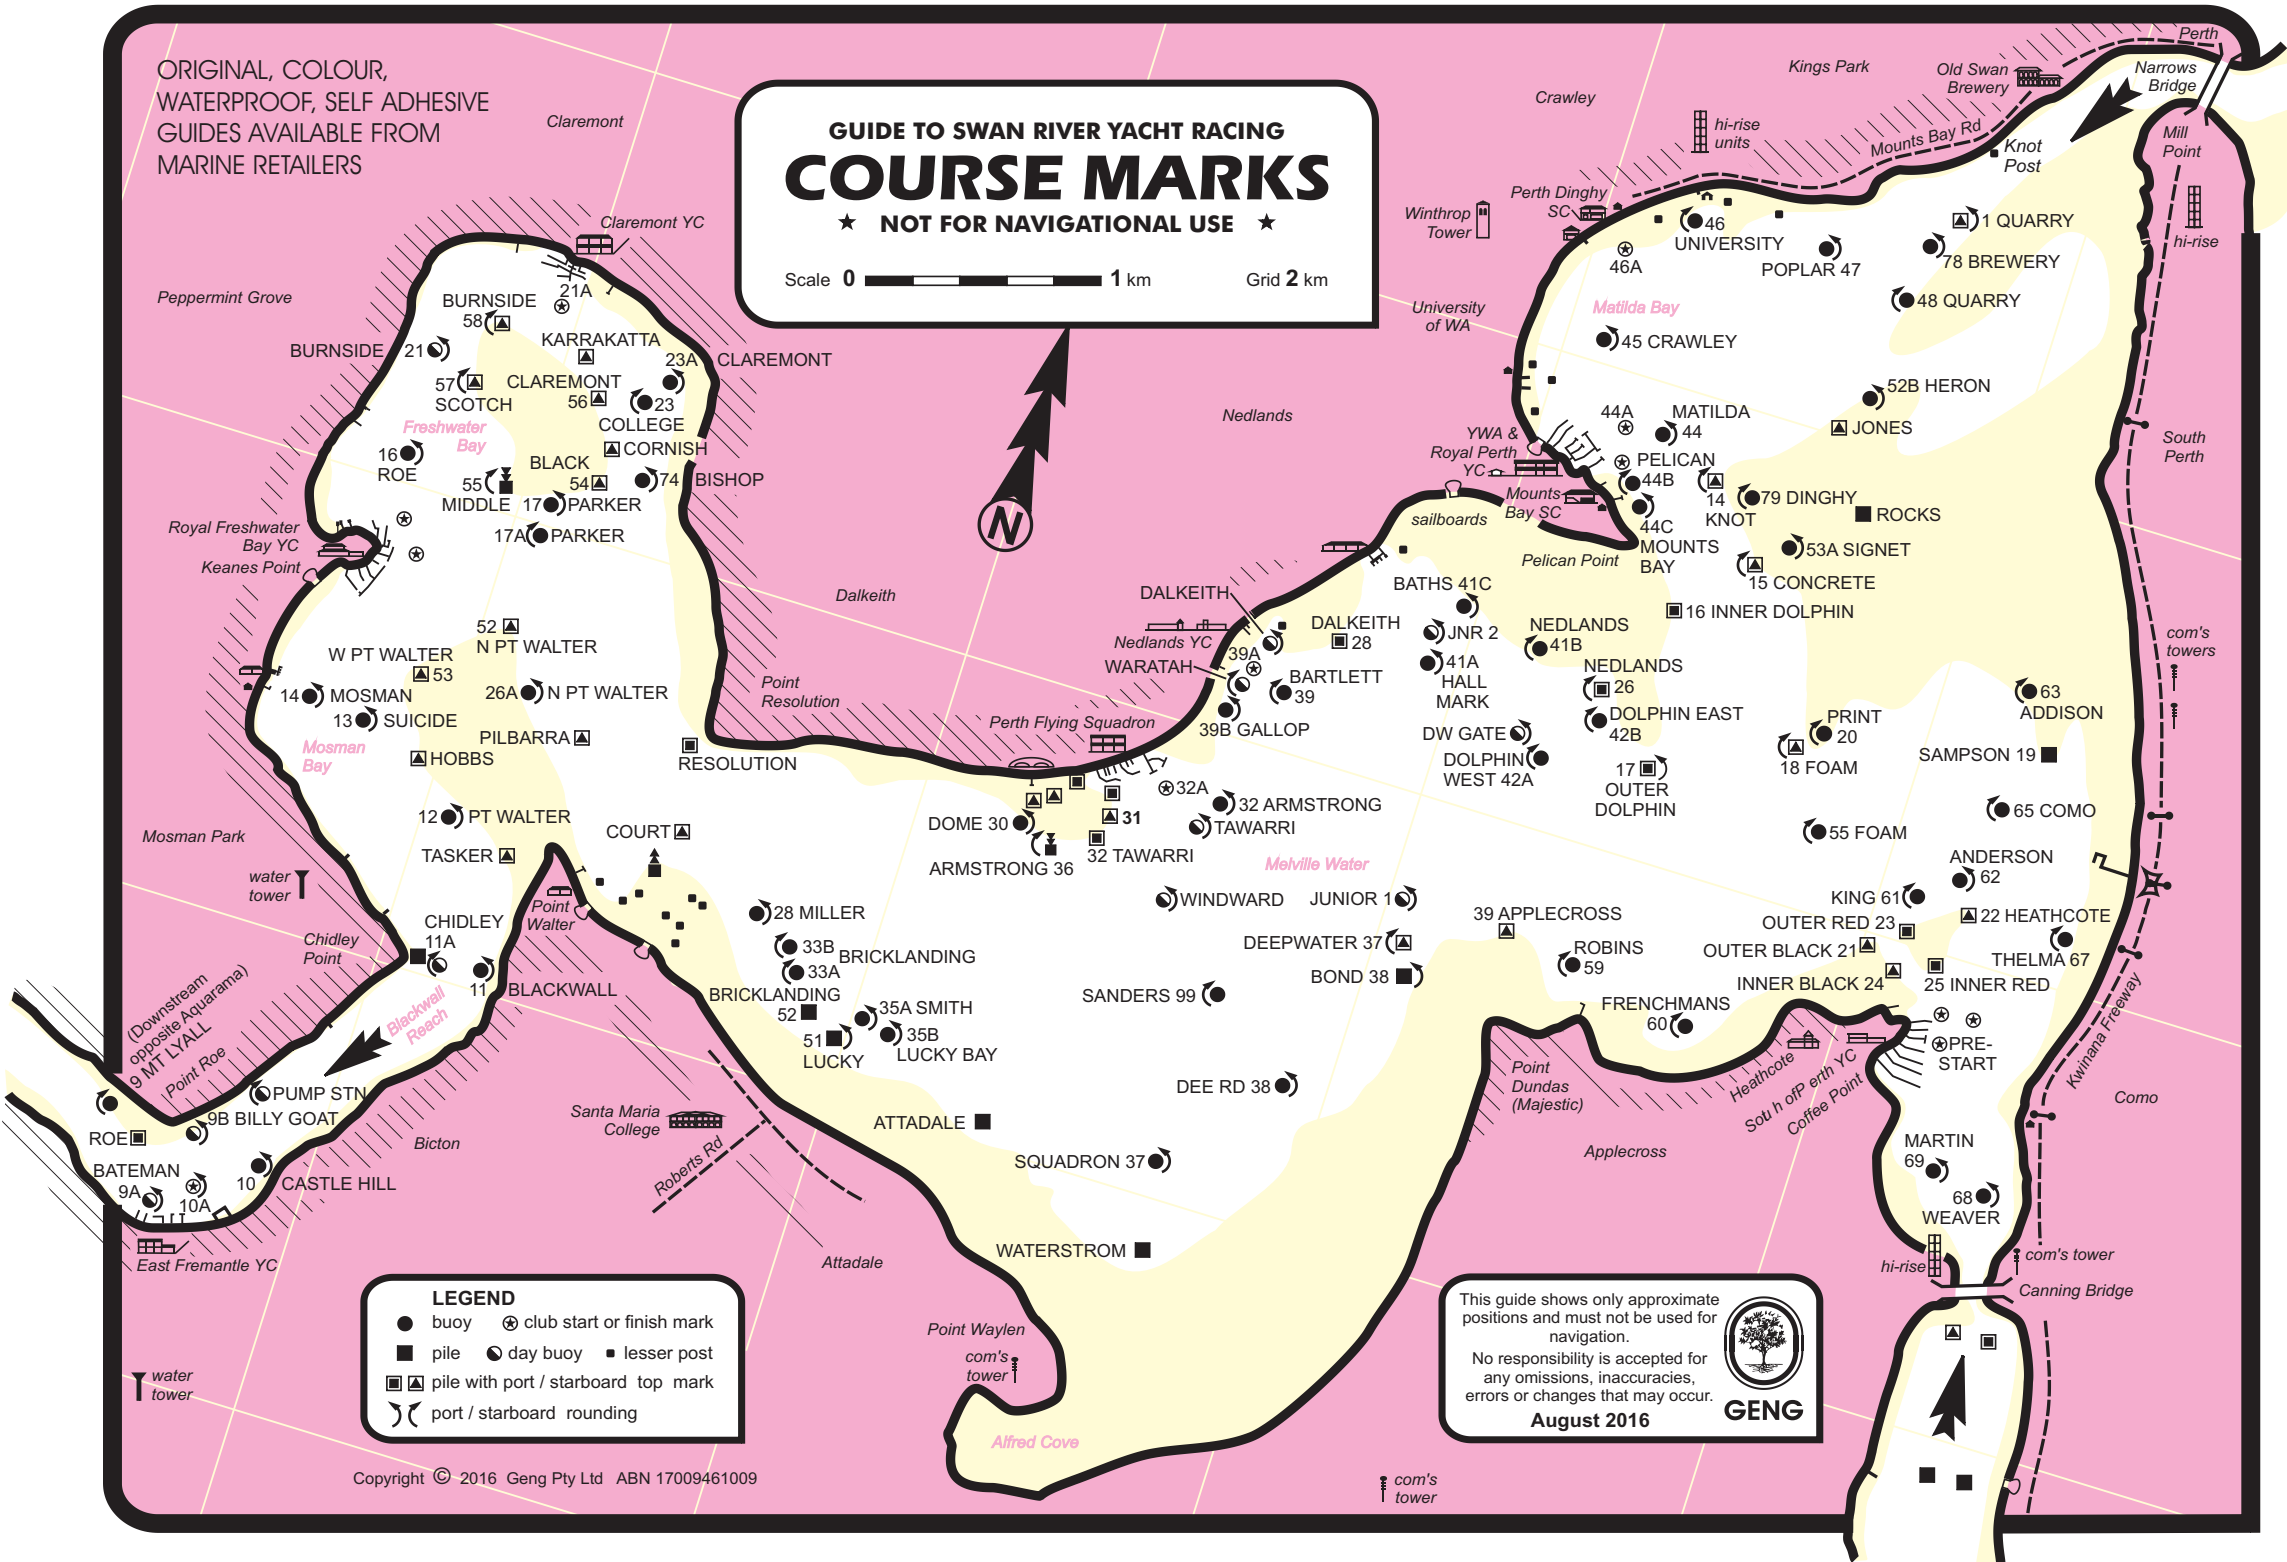 ORIGINAL, COLOUR,
WATERPROOF, SELF ADHESIVE
GUIDES AVAILABLE FROM
MARINE RETAILERS
GUIDE TO SWAN RIVER YACHT RACING
COURSE MARKS
★ NOT FOR NAVIGATIONAL USE ★
Scale 0 1 km Grid 2 km
Perth
Narrows
Bridge
Kings Park
Old Swan
Brewery
Crawley
hi-rise
units
Mounts Bay Rd
Knot
Post
Mill
Point
hi-rise
Claremont
Claremont YC
Perth Dinghy
SC
Winthrop
Tower
46
UNIVERSITY
46A
POPLAR 47
1 QUARRY
78 BREWERY
48 QUARRY
Peppermint Grove
21A
BURNSIDE
58
BURNSIDE 21
KARRAKATTA
23A
CLAREMONT
57
SCOTCH
CLAREMONT
56
23
COLLEGE
Freshwater
Bay
CORNISH
16
ROE
BLACK
54
55
MIDDLE
74 BISHOP
17 PARKER
17A PARKER
University
of WA
Matilda Bay
45 CRAWLEY
52B HERON
Nedlands
44A
MATILDA
44
JONES
YWA &
Royal Perth
YC
PELICAN
44B
South
Perth
Mounts
Bay SC
14
KNOT
79 DINGHY
ROCKS
sailboards
44C
MOUNTS
BAY
53A SIGNET
Pelican Point
15 CONCRETE
N
Royal Freshwater
Bay YC
Keanes Point
Dalkeith
DALKEITH
BATHS 41C
16 INNER DOLPHIN
Nedlands YC
DALKEITH
28
JNR 2
NEDLANDS
41B
com's
towers
WARATAH
39A
BARTLETT
39
41A
HALL
MARK
NEDLANDS
26
39B GALLOP
52
N PT WALTER
W PT WALTER
53
14 MOSMAN
26A N PT WALTER
13 SUICIDE
Point
Resolution
Perth Flying Squadron
PILBARRA
Mosman
Bay
HOBBS
RESOLUTION
DW GATE
DOLPHIN EAST
42B
DOLPHIN
WEST 42A
17
OUTER
DOLPHIN
PRINT
20
18 FOAM
63
ADDISON
SAMPSON 19
32A
32 ARMSTRONG
TAWARRI
31
DOME 30
32 TAWARRI
ARMSTRONG 36
12 PT WALTER
COURT
TASKER
Mosman Park
55 FOAM
65 COMO
Melville Water
ANDERSON
62
water
tower
Point
Walter
28 MILLER
WINDWARD
JUNIOR 1
KING 61
39 APPLECROSS
OUTER RED 23
22 HEATHCOTE
Chidley
Point
CHIDLEY
11A
33B
BRICKLANDING
33A
DEEPWATER 37
ROBINS
59
OUTER BLACK 21
THELMA 67
BOND 38
11 BLACKWALL
BRICKLANDING
52
SANDERS 99
INNER BLACK 24
25 INNER RED
35A SMITH
FRENCHMANS
60
51
LUCKY
35B
LUCKY BAY
PRE-
START
(Downstream
opposite Aquarama)
9 MT LYALL
Point Roe
Blackwall
Reach
Kwinana Freeway
Heathcote
Sou h ofP erth YC
Coffee Point
DEE RD 38
Point
Dundas
(Majestic)
Como
PUMP STN
9B BILLY GOAT
ROE
Santa Maria
College
Bicton
ATTADALE
Applecross
MARTIN
69
BATEMAN
9A
10A
10 CASTLE HILL
Roberts Rd
SQUADRON 37
68
WEAVER
East Fremantle YC
Attadale
WATERSTROM
hi-rise
com's tower
Canning Bridge
LEGEND
buoy club start or finish mark
pile day buoy lesser post
pile with port / starboard top mark
port / starboard rounding
Point Waylen
com's
tower
This guide shows only approximate
positions and must not be used for
navigation.
No responsibility is accepted for
any omissions, inaccuracies,
errors or changes that may occur.
August 2016
GENG
water
tower
Alfred Cove
com's
tower
Copyright © 2016 Geng Pty Ltd ABN 17009461009